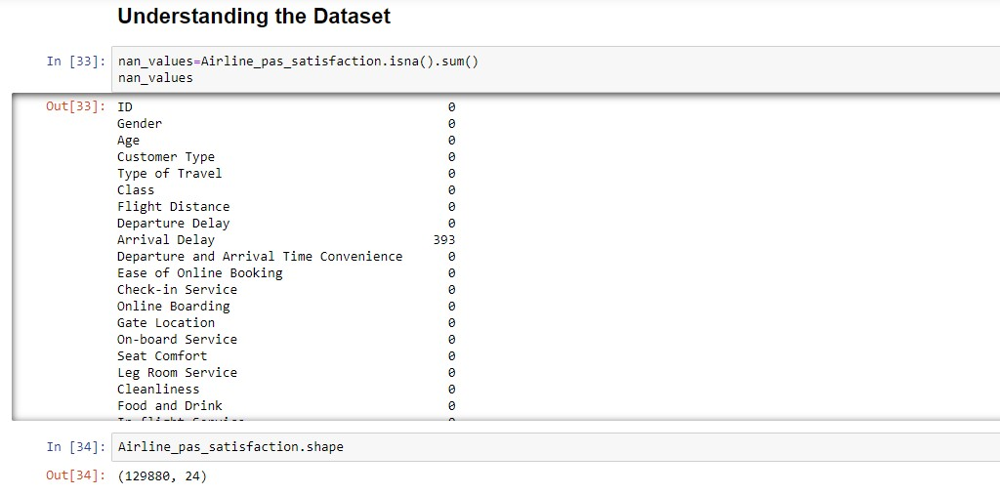 Understanding the Dataset
In [33]: nan_values=Airline_pas_satisfaction.isna().sum()
nan_values
Out[33]: ID 0
Gender 0
Age 0
Customer Type 0
Type of Travel 0
Class 0
Flight Distance 0
Departure Delay 0
Arrival Delay 393
Departure and Arrival Time Convenience 0
Ease of Online Booking 0
Check-in Service 0
Online Boarding 0
Gate Location 0
On-board Service 0
Seat Comfort 0
Leg Room Service 0
Cleanliness 0
Food and Drink 0
In [34]: Airline_pas_satisfaction.shape
Out[34]: (129880, 24)